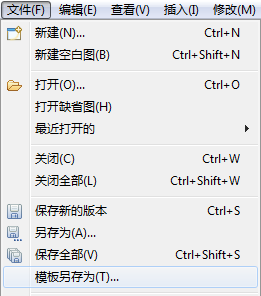 文件(F) 编辑(E) 查看(V) 插入(I) 修改(M)
新建(N)... Ctrl+N
新建空白图(B) Ctrl+Shift+N
打开(O)... Ctrl+O
打开缺省图(H)
最近打开的
关闭(C) Ctrl+W
关闭全部(L) Ctrl+Shift+W
保存新的版本 Ctrl+S
另存为(A)...
保存全部(V) Ctrl+Shift+S
模板另存为(T)...